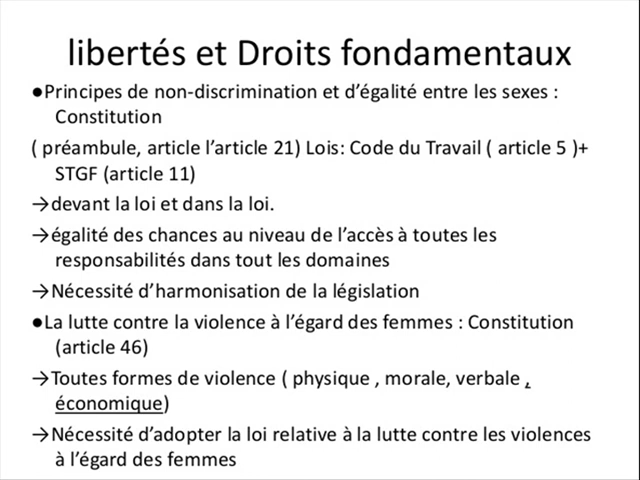 libertés et Droits fondamentaux
●Principes de non-discrimination et d’égalité entre les sexes :
Constitution
( préambule, article l’article 21) Lois: Code du Travail ( article 5 )+
STGF (article 11)
→devant la loi et dans la loi.
→égalité des chances au niveau de l’accès à toutes les
responsabilités dans tout les domaines
→Nécessité d’harmonisation de la législation
●La lutte contre la violence à l’égard des femmes : Constitution
(article 46)
→Toutes formes de violence ( physique , morale, verbale ,
économique)
→Nécessité d’adopter la loi relative à la lutte contre les violences
à l’égard des femmes